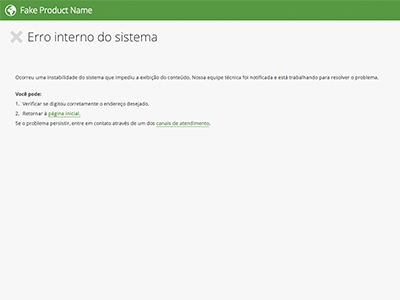 Fake Product Name
Erro interno do sistema
Ocorreu uma instabilidade do sistema que impediu a exibição do conteúdo. Nossa equipe técnica foi notificada e está trabalhando para resolver o problema.
Você pode:
1. Verificar se digitou corretamente o endereço desejado.
2. Retornar à página inicial.
Se o problema persistir, entre em contato através de um dos canais de atendimento.